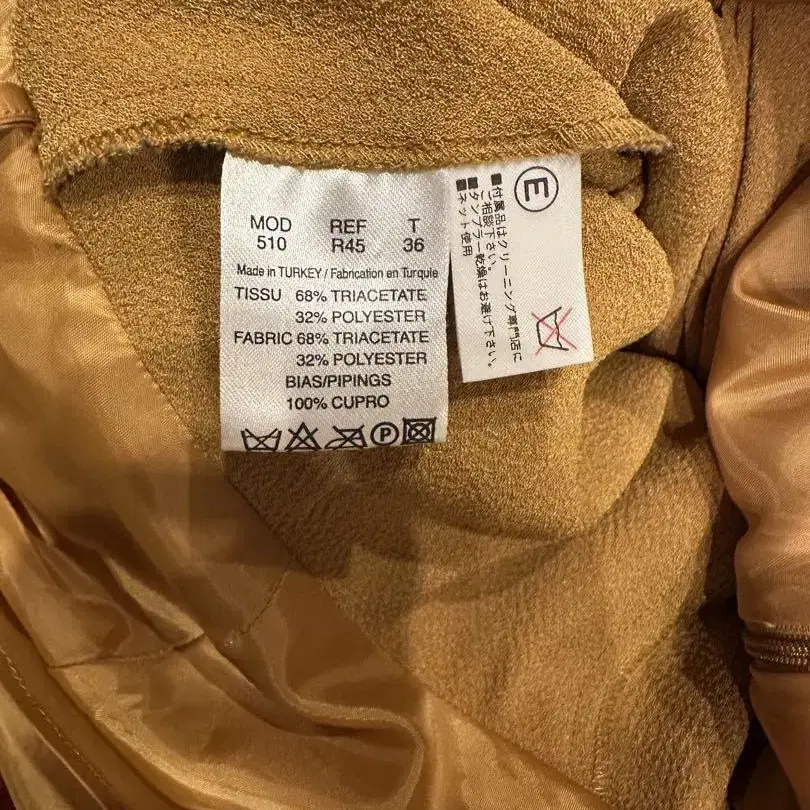 MOD REF T
510 R45 36
Made in TURKEY / Fabrication en Turquie
TISSU 68% TRIACETATE
32% POLYESTER
FABRIC 68% TRIACETATE
32% POLYESTER
BIAS/PIPINGS
100% CUPRO
P
E
■付属品はクリーニング専門店に
ご相談下さい。
■タンブラー乾燥はお避け下さい。
■ネット使用